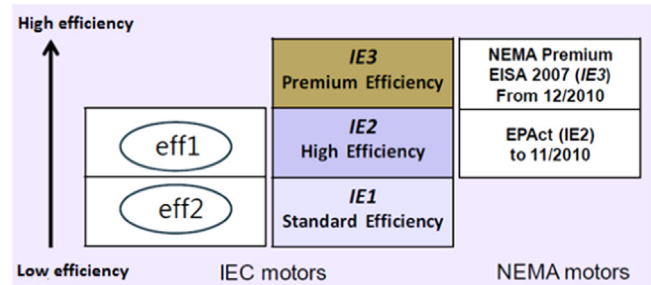 High efficiency
IE3
Premium Efficiency
NEMA Premium
EISA 2007 (IE3)
From 12/2010
eff1
IE2
High Efficiency
EPAct (IE2)
to 11/2010
eff2
IE1
Standard Efficiency
Low efficiency
IEC motors
NEMA motors